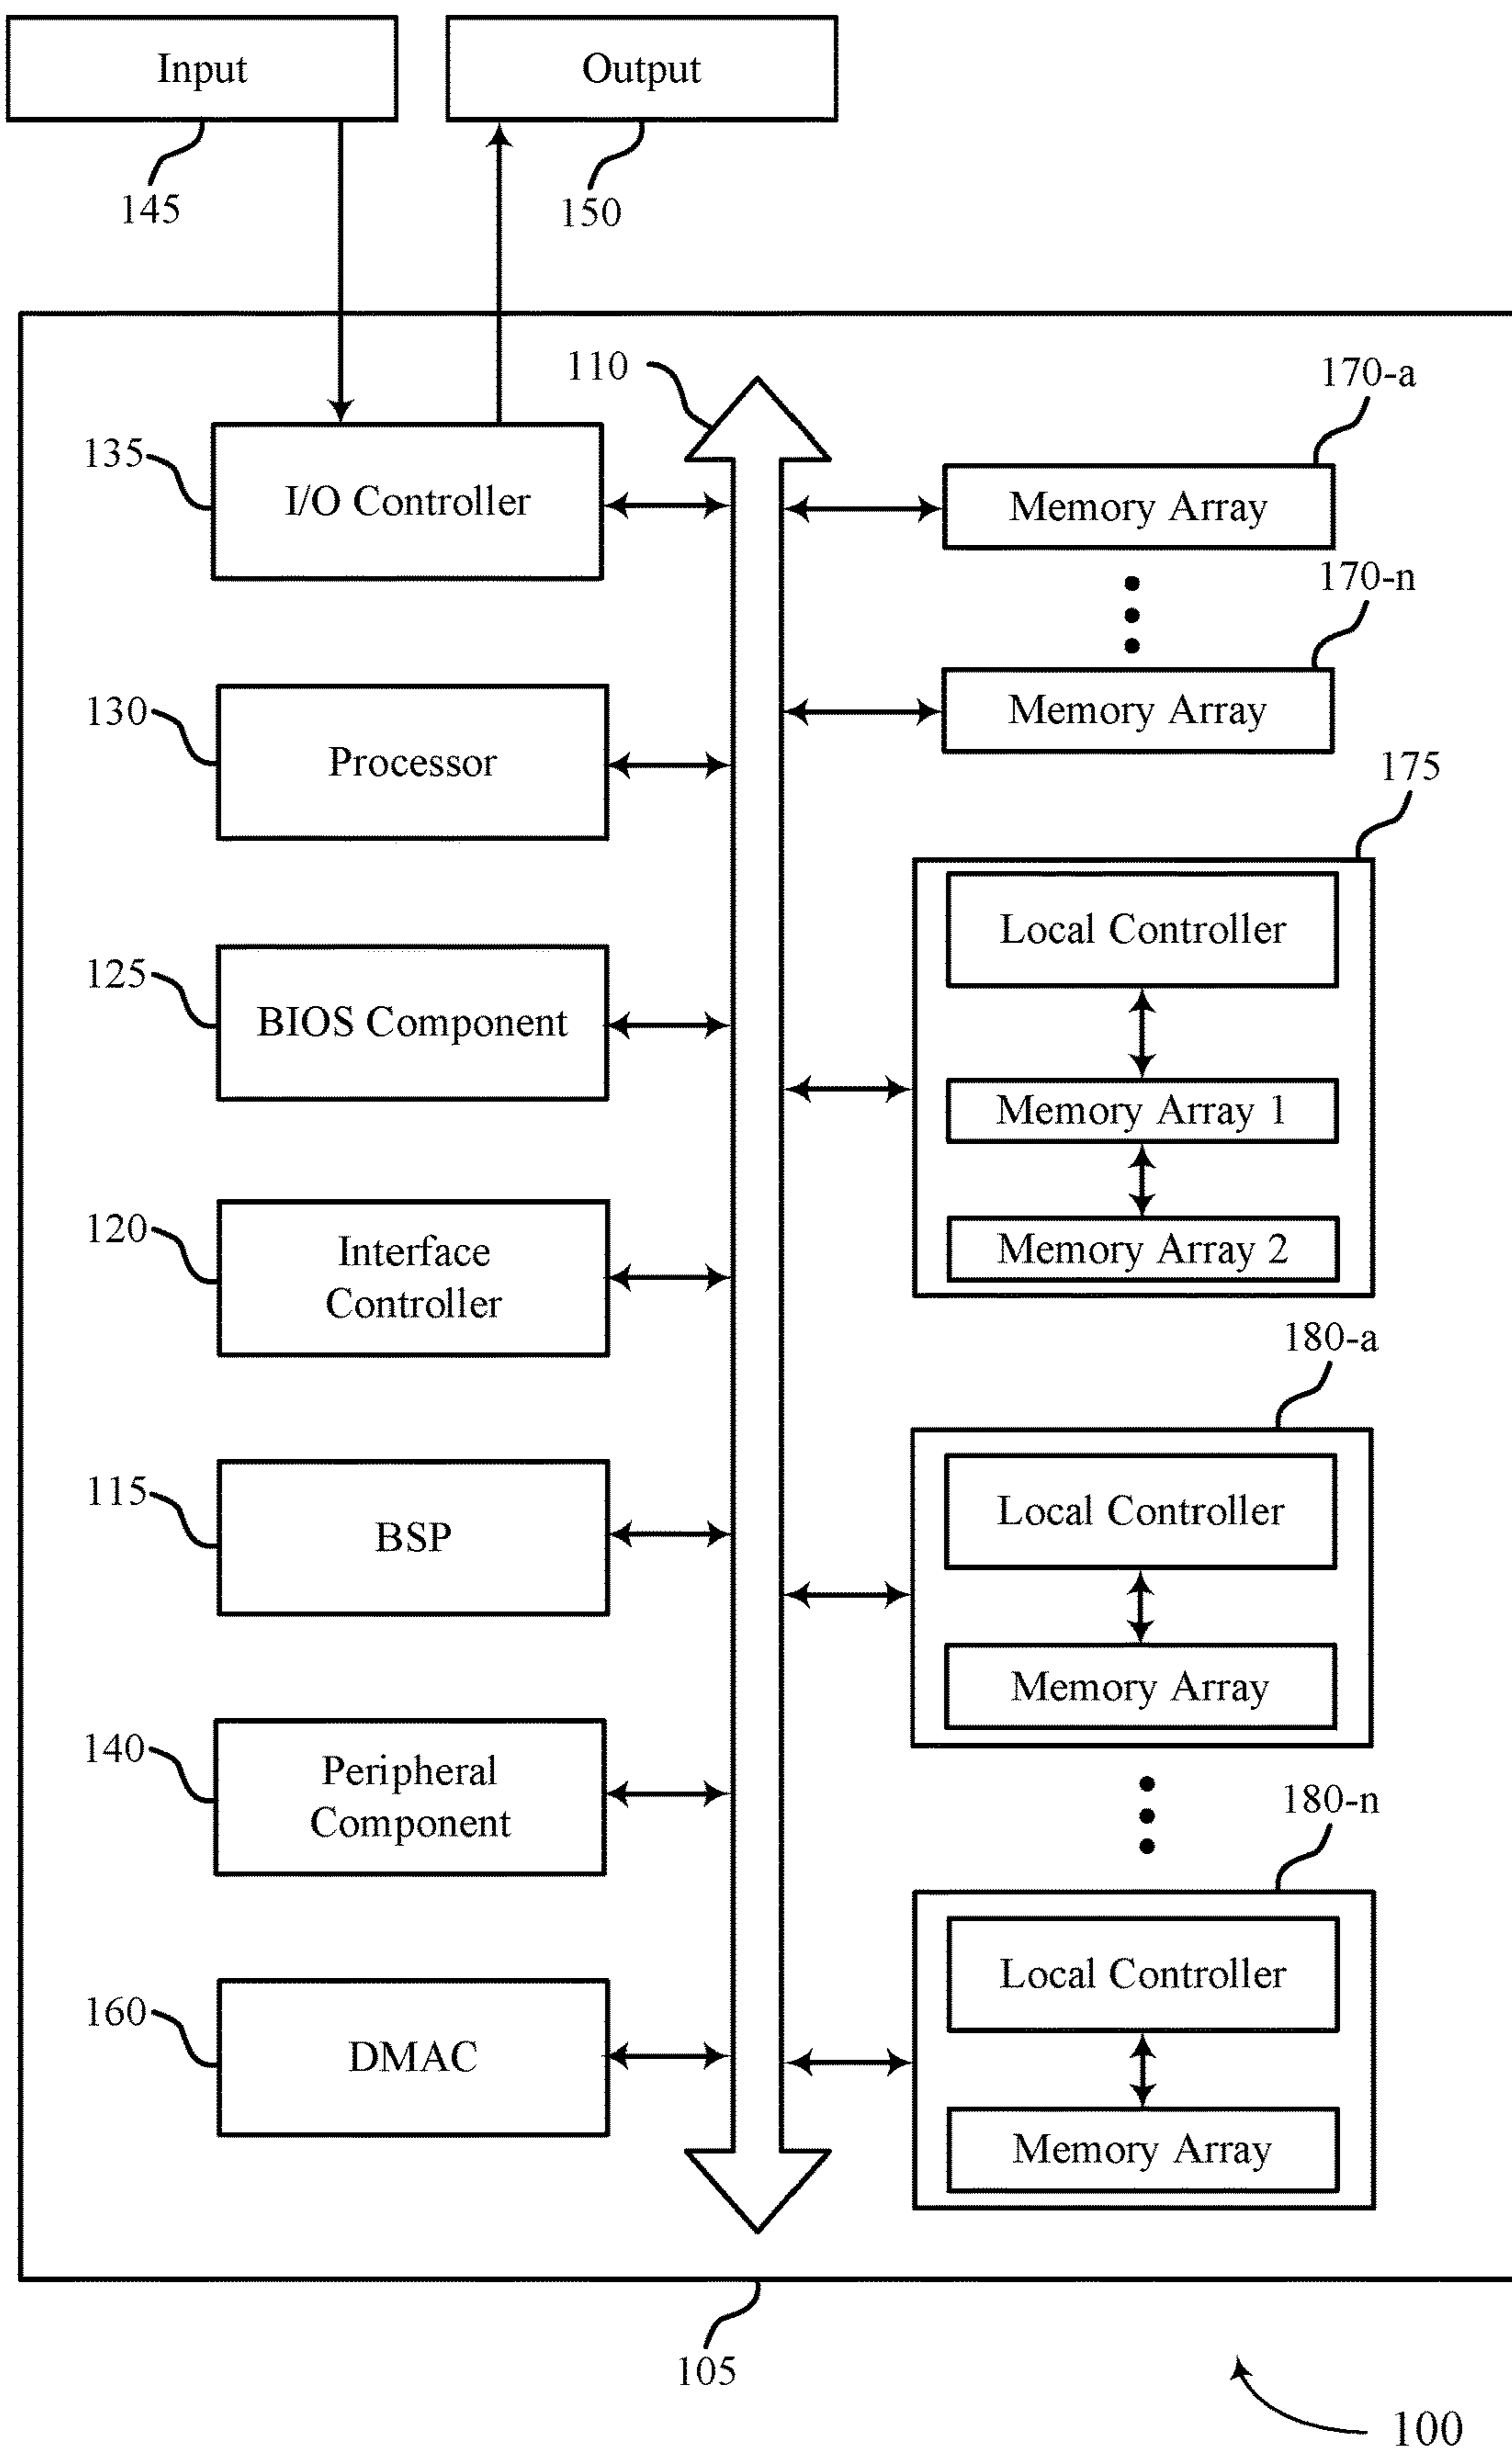 Input
Output
145
150
110
170-a
135
I/O Controller
Memory Array
170-n
130
Processor
Memory Array
175
125
BIOS Component
Local Controller
Memory Array 1
Memory Array 2
120
Interface
Controller
180-a
115
BSP
Local Controller
Memory Array
140
Peripheral
Component
180-n
160
DMAC
Local Controller
Memory Array
105
100